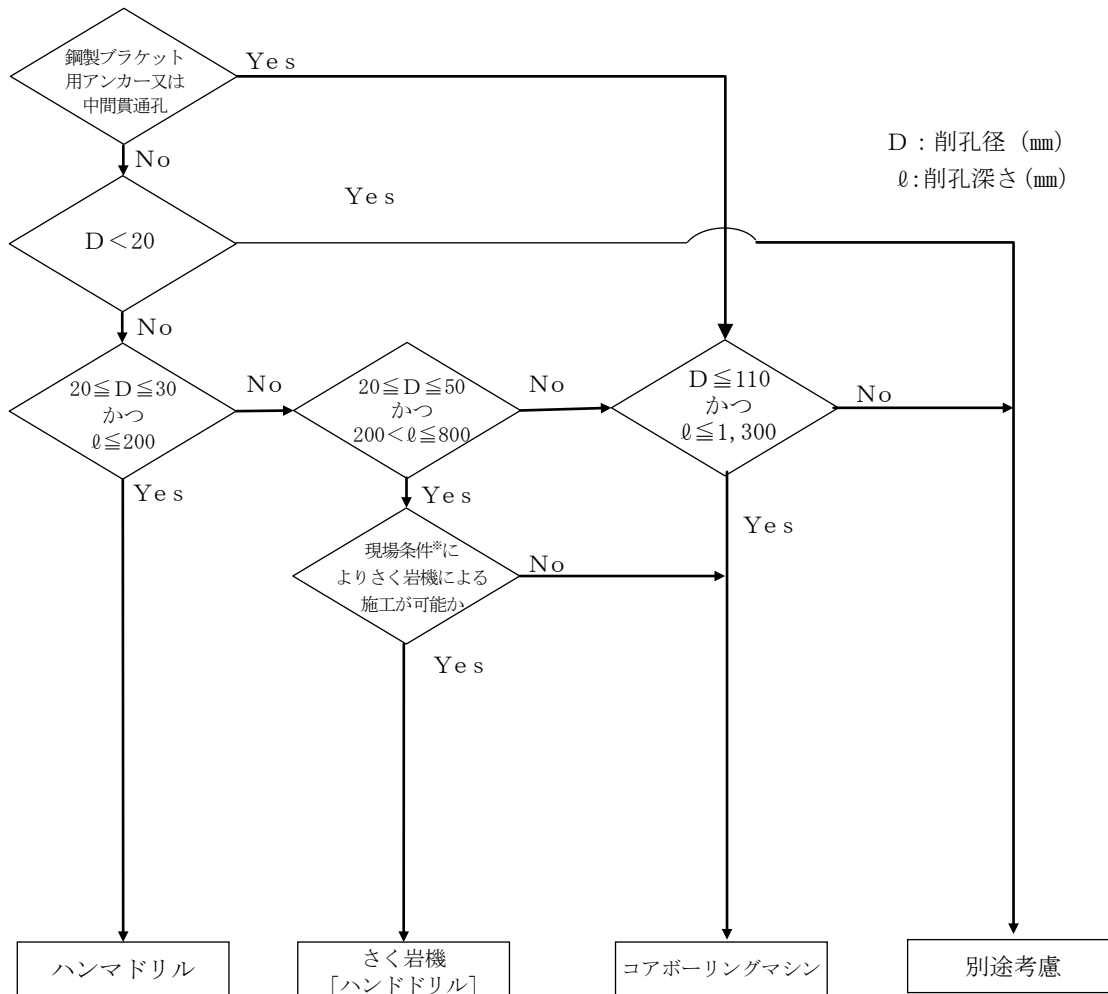 鋼製ブラケット
用アンカー又は
中間貫通孔
Yes
No
D：削孔径（㎜）
ℓ：削孔深さ（㎜）
D＜20
Yes
No
20≦D≦30
かつ
ℓ≦200
No
Yes
20≦D≦50
かつ
200＜ℓ≦800
No
Yes
D≦110
かつ
ℓ≦1,300
No
Yes
現場条件※に
よりさく岩機による
施工が可能か
No
Yes
ハンマドリル
さく岩機
［ハンドドリル］
コアボーリングマシン
別途考慮